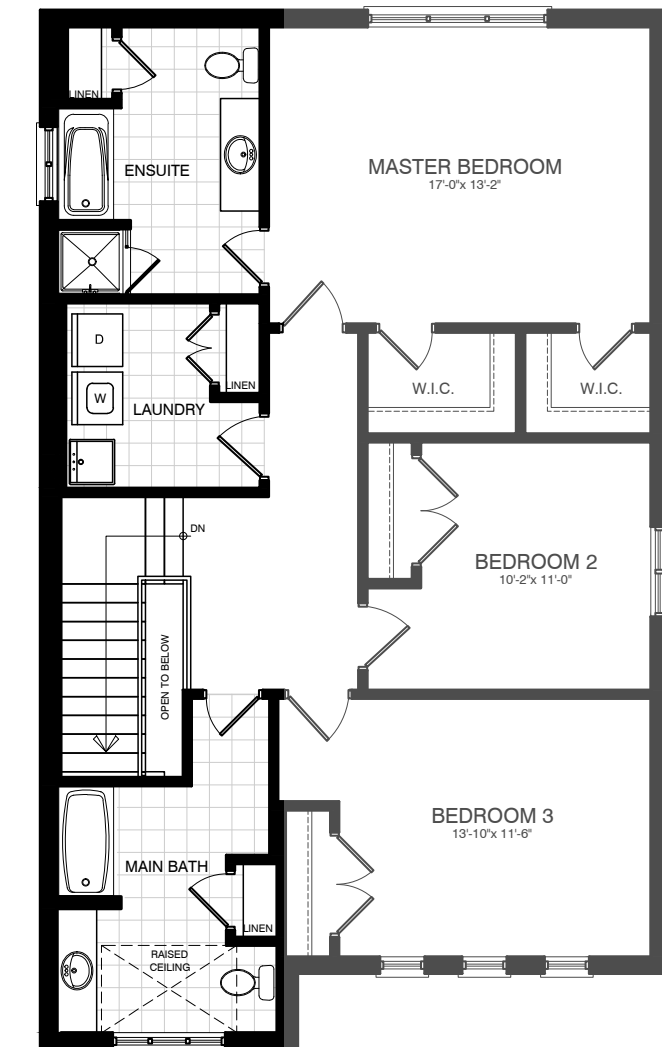 LINEN
ENSUITE
MASTER BEDROOM
17'-0"x 13'-2"
D
W
LINEN
LAUNDRY
W.I.C.
W.I.C.
DN
BEDROOM 2
10'-2"x 11'-0"
OPEN TO BELOW
BEDROOM 3
13'-10"x 11'-6"
MAIN BATH
LINEN
RAISED
CEILING